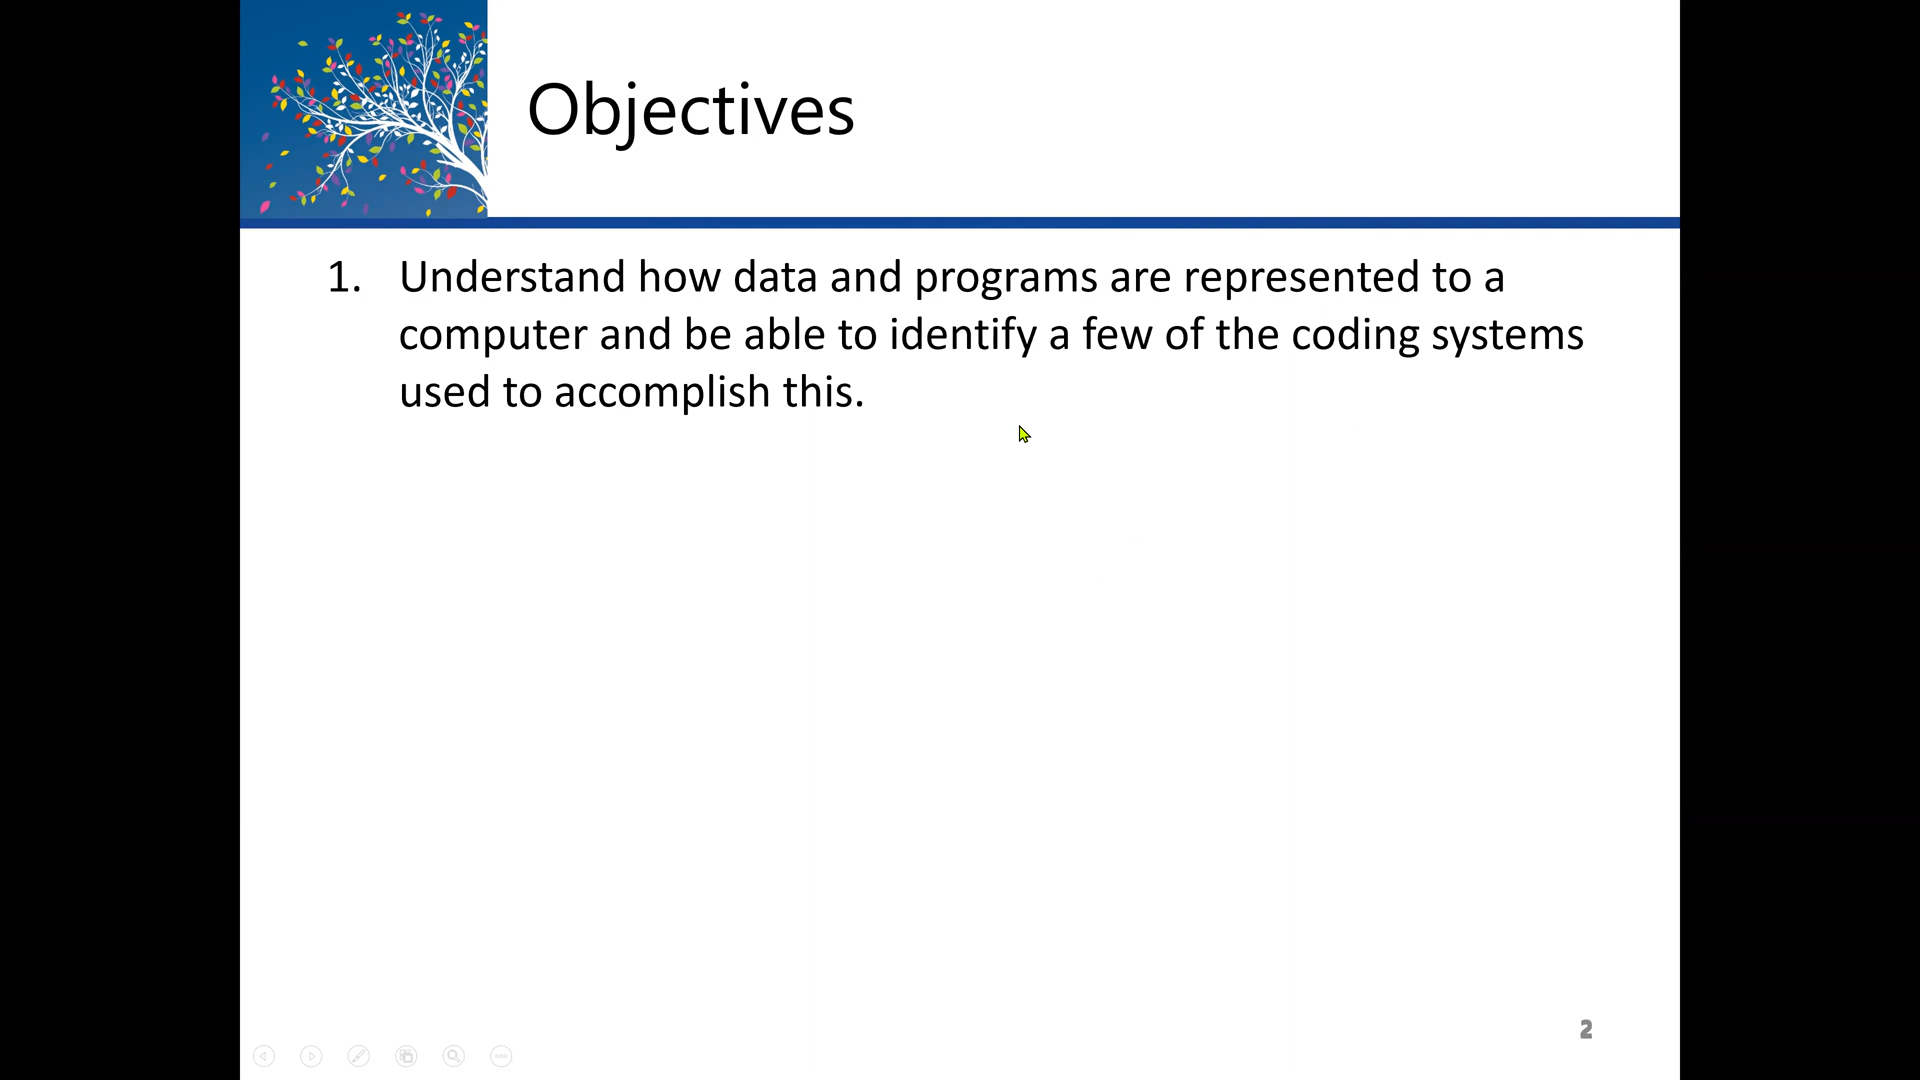 Objectives
1. Understand how data and programs are represented to a
computer and be able to identify a few of the coding systems
used to accomplish this.
2